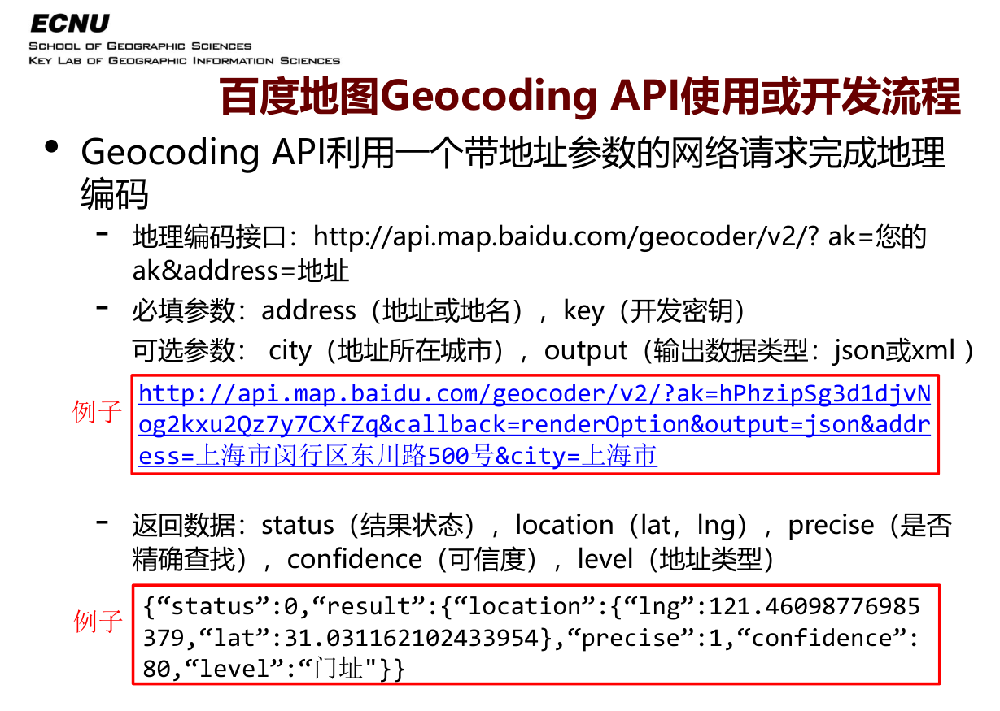 ECNU
SCHOOL OF GEOGRAPHIC SCIENCES
KEY LAB OF GEOGRAPHIC INFORMATION SCIENCES
百度地图Geocoding API使用或开发流程
• Geocoding API利用一个带地址参数的网络请求完成地理
编码
- 地理编码接口：http://api.map.baidu.com/geocoder/v2/? ak=您的
ak&address=地址
- 必填参数：address（地址或地名），key（开发密钥）
可选参数： city（地址所在城市），output（输出数据类型：json或xml ）
例子
http://api.map.baidu.com/geocoder/v2/?ak=hPhzipSg3d1djvN
og2kxu2Qz7y7CXfZq&callback=renderOption&output=json&addr
ess=上海市闵行区东川路500号&city=上海市
- 返回数据：status（结果状态），location（lat，lng），precise（是否
精确查找），confidence（可信度），level（地址类型）
例子
{“status”:0,“result”:{“location”:{“lng”:121.46098776985
379,“lat”:31.031162102433954},“precise”:1,“confidence”:
80,“level”:“门址"}}